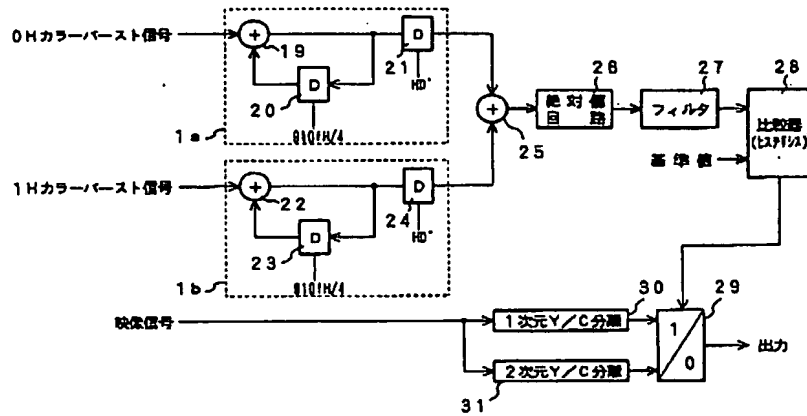 0Hカラーバースト信号
+
19
D
20
D
21
HD'
910fH/4
1a
1Hカラーバースト信号
+
22
D
23
D
24
HD'
910fH/4
1b
+
25
26
絶対値
回路
27
フィルタ
28
比較器
(ヒステリシス)
基準値
映像信号
30
1次元Y/C分離
2次元Y/C分離
31
29
1/0
出力